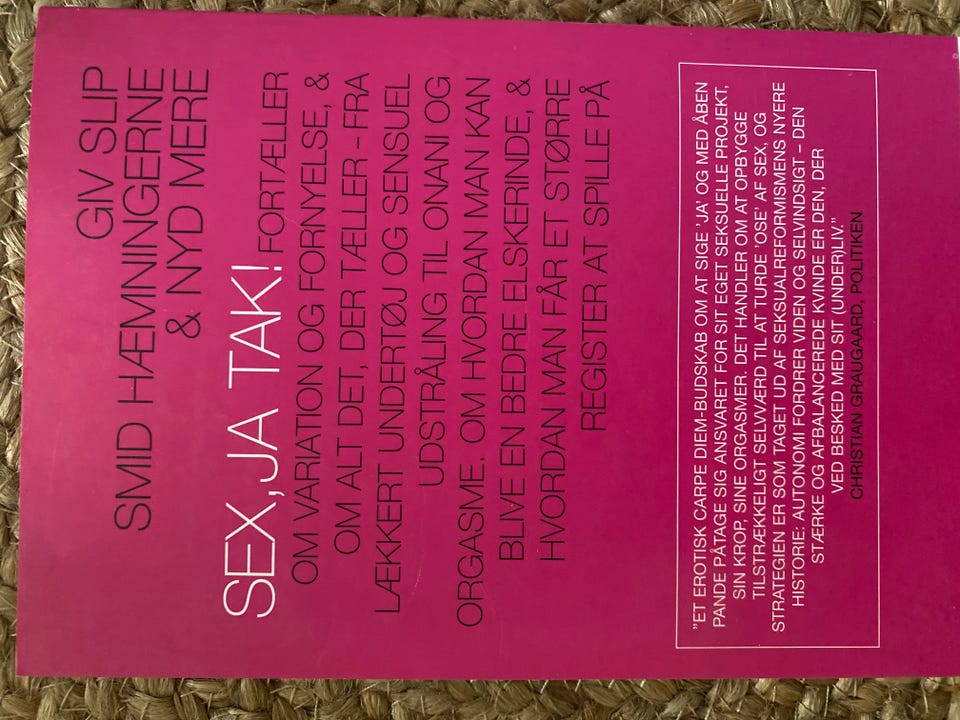 GIV SLIP
SMID HÆMNINGERNE
& NYD MERE
SEX, JA TAK! FORTÆLLER
OM VARIATION OG FORNYELSE, &
OM ALT DET, DER TÆLLER - FRA
LÆKKERT UNDERTØJ OG SENSUEL
UDSTRÅLING TIL ONANI OG
ORGASME. OM HVORDAN MAN KAN
BLIVE EN BEDRE ELSKERINDE, &
HVORDAN MAN FÅR ET STØRRE
REGISTER AT SPILLE PÅ
"ET EROTISK CARPE DIEM-BUDSKAB OM AT SIGE 'JA' OG MED ÅBEN
PANDE PÅTAGE SIG ANSVARET FOR SIT EGET SEKSUELLE PROJEKT,
SIN KROP, SINE ORGASMER. DET HANDLER OM AT OPBYGGE
TILSTRÆKKELIGT SELVVÆRD TIL AT TURDE 'OSE' AF SEX, OG
STRATEGIEN ER SOM TAGET UD AF SEKSUALREFORMISMENS NYERE
HISTORIE: AUTONOMI FORDRER VIDEN OG SELVINDSIGT – DEN
STÆRKE OG AFBALANCEREDE KVINDE ER DEN, DER
VED BESKED MED SIT (UNDER)LIV."
CHRISTIAN GRAUGAARD, POLITIKEN